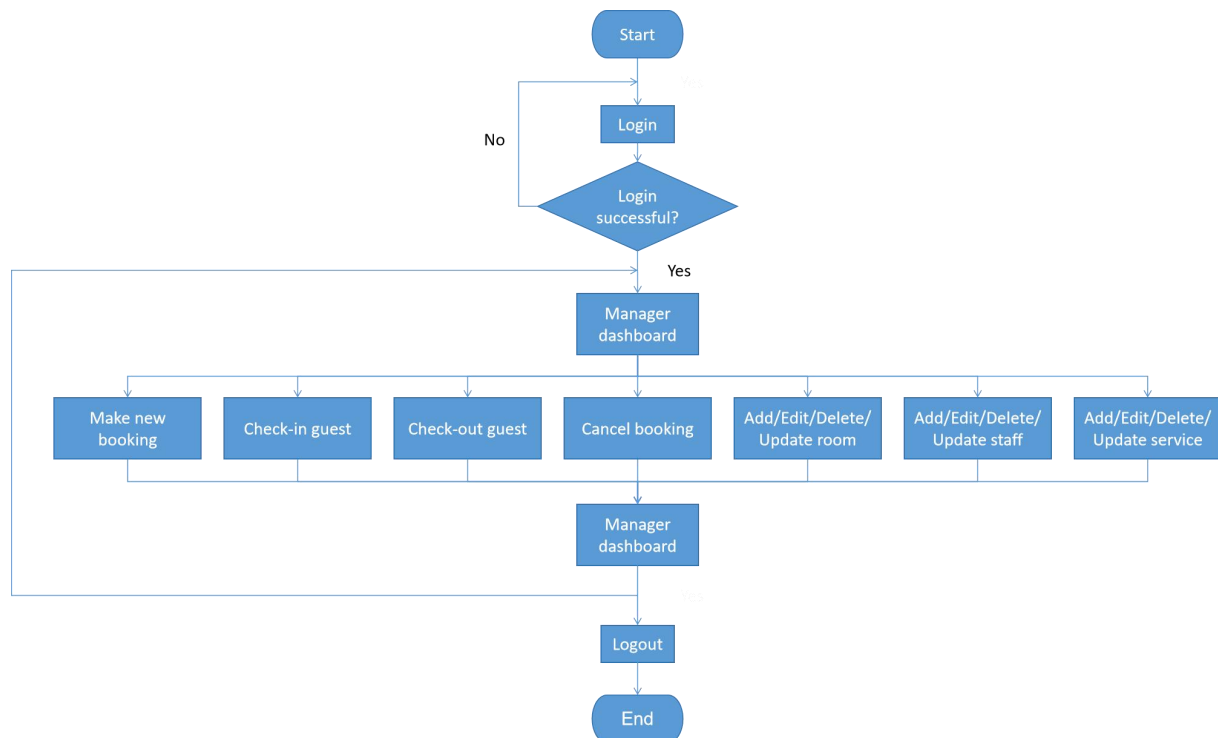 Start
Yes
Login
No
Login
successful?
Yes
Manager
dashboard
Make new
booking
Check-in guest
Check-out guest
Cancel booking
Add/Edit/Delete/
Update room
Add/Edit/Delete/
Update staff
Add/Edit/Delete/
Update service
Manager
dashboard
Yes
Logout
End